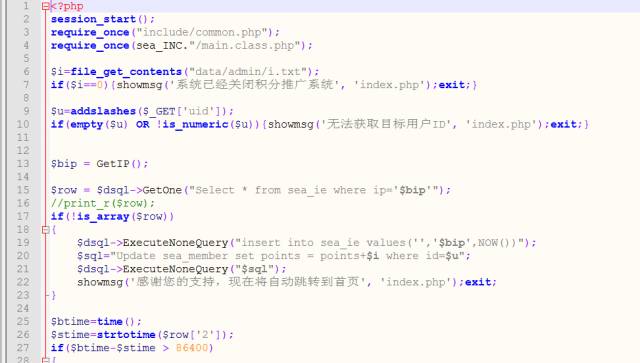 1 <?php
2 session_start();
3 require_once("include/common.php");
4 require_once(sea_INC."/main.class.php");
5
6 $i=file_get_contents("data/admin/i.txt");
7 if($i==0){showmsg('系统已经关闭积分推广系统', 'index.php');exit;}
8
9 $u=addslashes($_GET['uid']);
10 if(empty($u) OR !is_numeric($u)){showmsg('无法获取目标用户ID', 'index.php');exit;}
11
12
13 $bip = GetIP();
14
15 $row = $dsql->GetOne("Select * from sea_ie where ip='$bip'");
16 //print_r($row);
17 if(!is_array($row))
18 {
19 $dsql->ExecuteNoneQuery("insert into sea_ie values('','$bip',NOW())");
20 $sql="Update sea_member set points = points+$i where id=$u";
21 $dsql->ExecuteNoneQuery("$sql");
22 showmsg('感谢您的支持，现在将自动跳转到首页', 'index.php');exit;
23 }
24
25 $btime=time();
26 $stime=strtotime($row['2']);
27 if($btime-$stime > 86400)
28 {